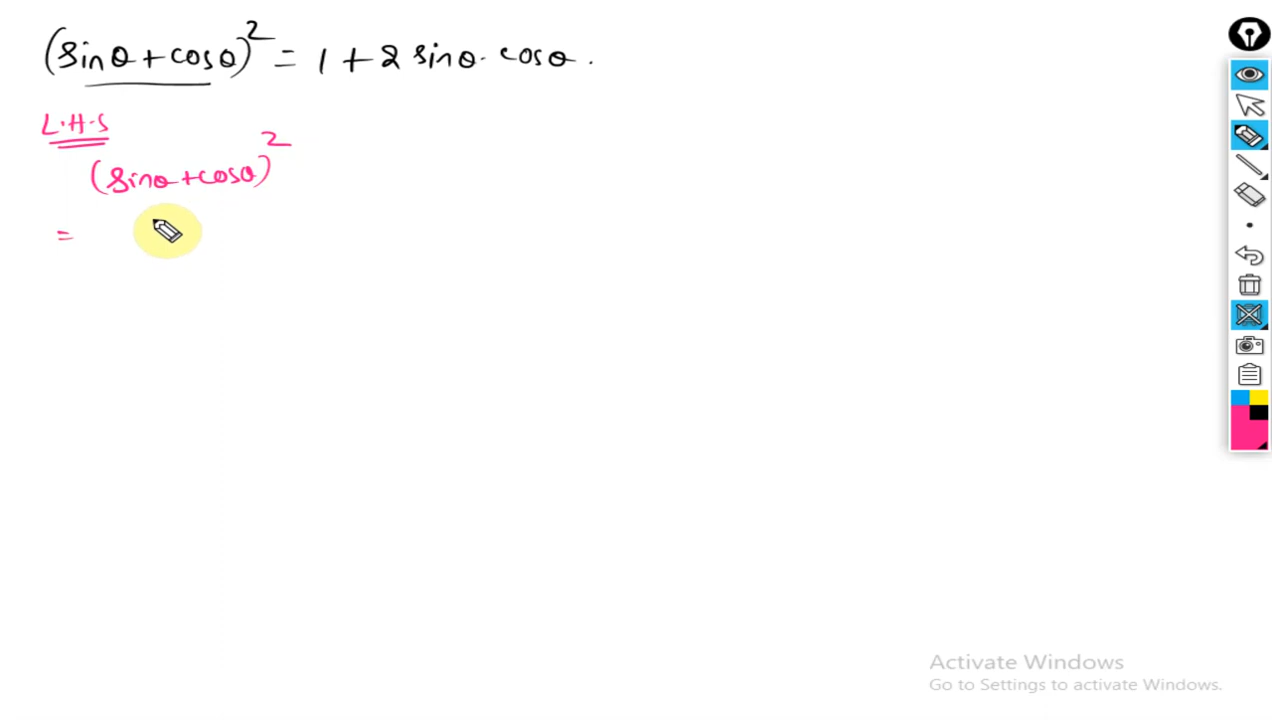 (sinθ + cosθ)² = 1 + 2 sinθ · cosθ .
L.H.S
(sinθ + cosθ)²
=
Activate Windows
Go to Settings to activate Windows.